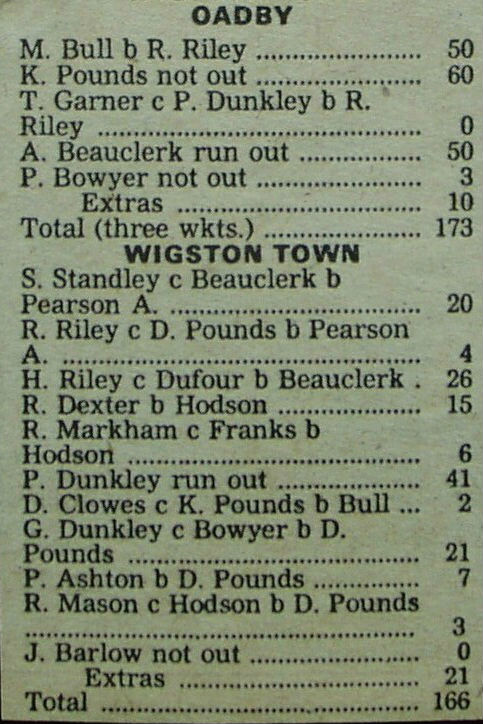 OADBY
M. Bull b R. Riley ........................ 50
K. Pounds not out ........................ 60
T. Garner c P. Dunkley b R.
Riley .............................................. 0
A. Beauclerk run out .................. 50
P. Bowyer not out ........................ 3
Extras ................................... 10
Total (three wkts.) ...................... 173
WIGSTON TOWN
S. Standley c Beauclerk b
Pearson A. .................................... 20
R. Riley c D. Pounds b Pearson
A. ................................................... 4
H. Riley c Dufour b Beauclerk . 26
R. Dexter b Hodson ..................... 15
R. Markham c Franks b
Hodson .......................................... 6
P. Dunkley run out ...................... 41
D. Clowes c K. Pounds b Bull ... 2
G. Dunkley c Bowyer b D.
Pounds .......................................... 21
P. Ashton b D. Pounds ............... 7
R. Mason c Hodson b D. Pounds
........................................................ 3
J. Barlow not out ......................... 0
Extras ................................... 21
Total .............................................. 166